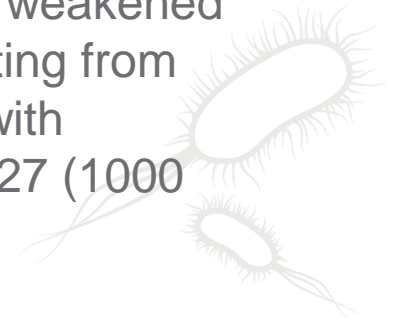 weakened
ting from
with
27 (1000